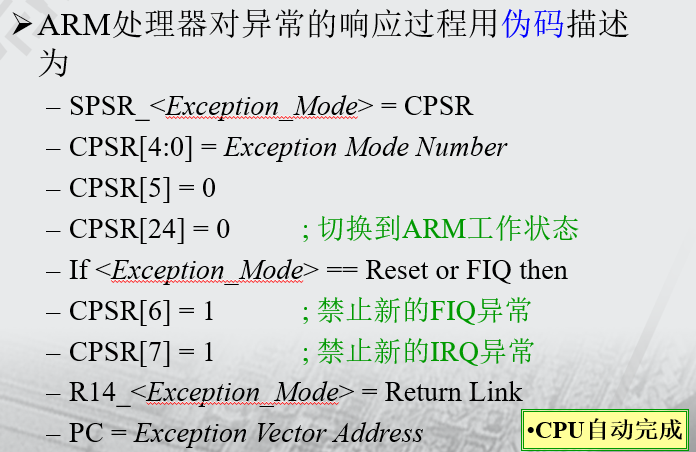 ➢ARM处理器对异常的响应过程用伪码描述
为
– SPSR_<Exception_Mode> = CPSR
– CPSR[4:0] = Exception Mode Number
– CPSR[5] = 0
– CPSR[24] = 0 ; 切换到ARM工作状态
– If <Exception_Mode> == Reset or FIQ then
– CPSR[6] = 1 ; 禁止新的FIQ异常
– CPSR[7] = 1 ; 禁止新的IRQ异常
– R14_<Exception_Mode> = Return Link
– PC = Exception Vector Address
•CPU自动完成